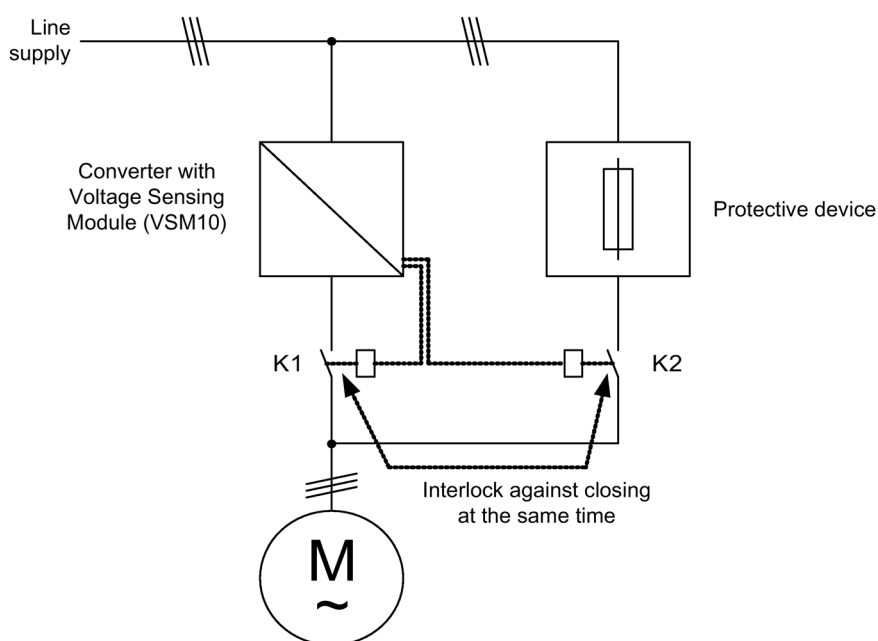 Line
supply
Converter with
Voltage Sensing
Module (VSM10)
Protective device
K1
K2
Interlock against closing
at the same time
M
~